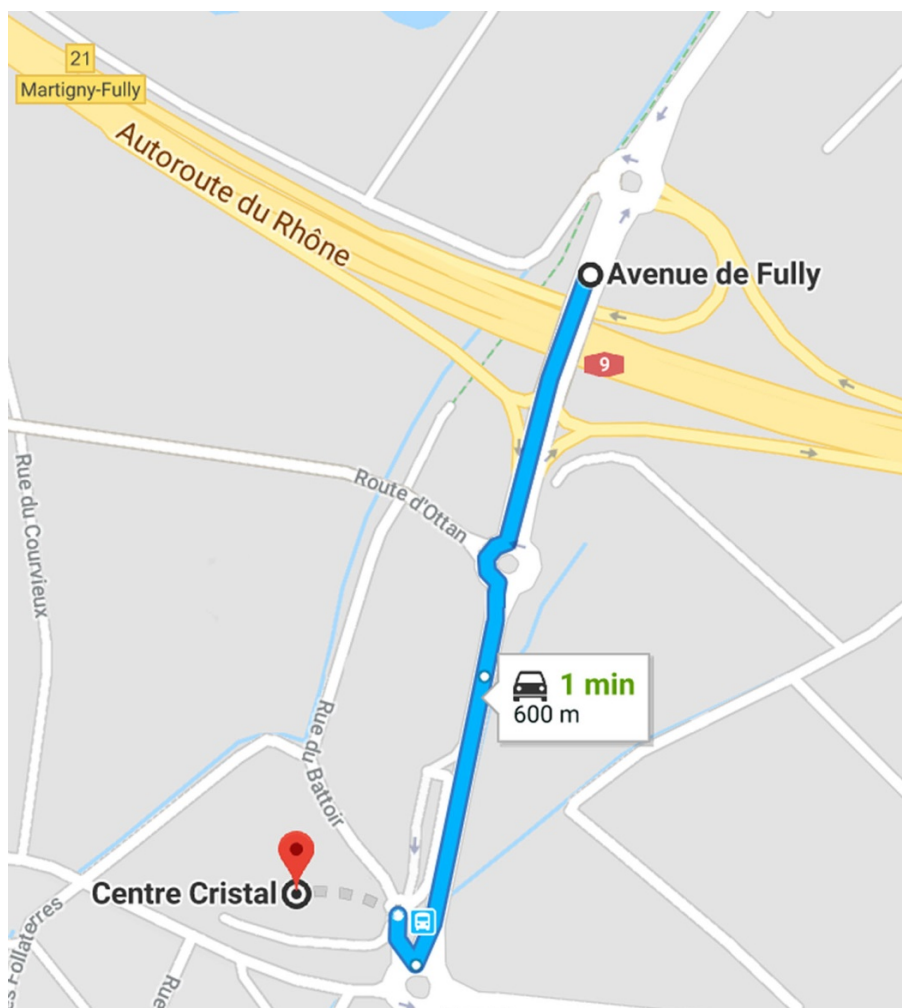 21
Martigny-Fully
Autoroute du Rhône
Avenue de Fully
9
Route d'Ottan
Rue du Courvieux
1 min
600 m
Rue du Battoir
Centre Cristal
Follaterres
Rue